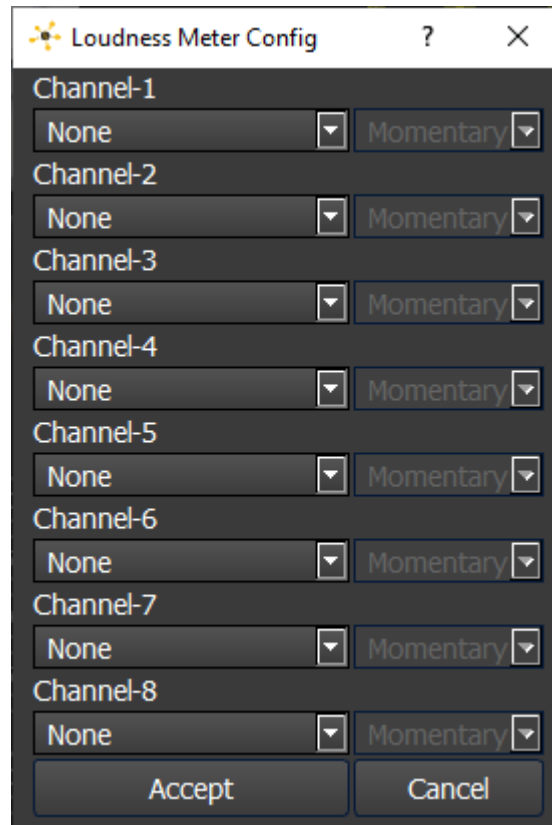 Loudness Meter Config ?
Channel-1
None Momentary
Channel-2
None Momentary
Channel-3
None Momentary
Channel-4
None Momentary
Channel-5
None Momentary
Channel-6
None Momentary
Channel-7
None Momentary
Channel-8
None Momentary
Accept Cancel